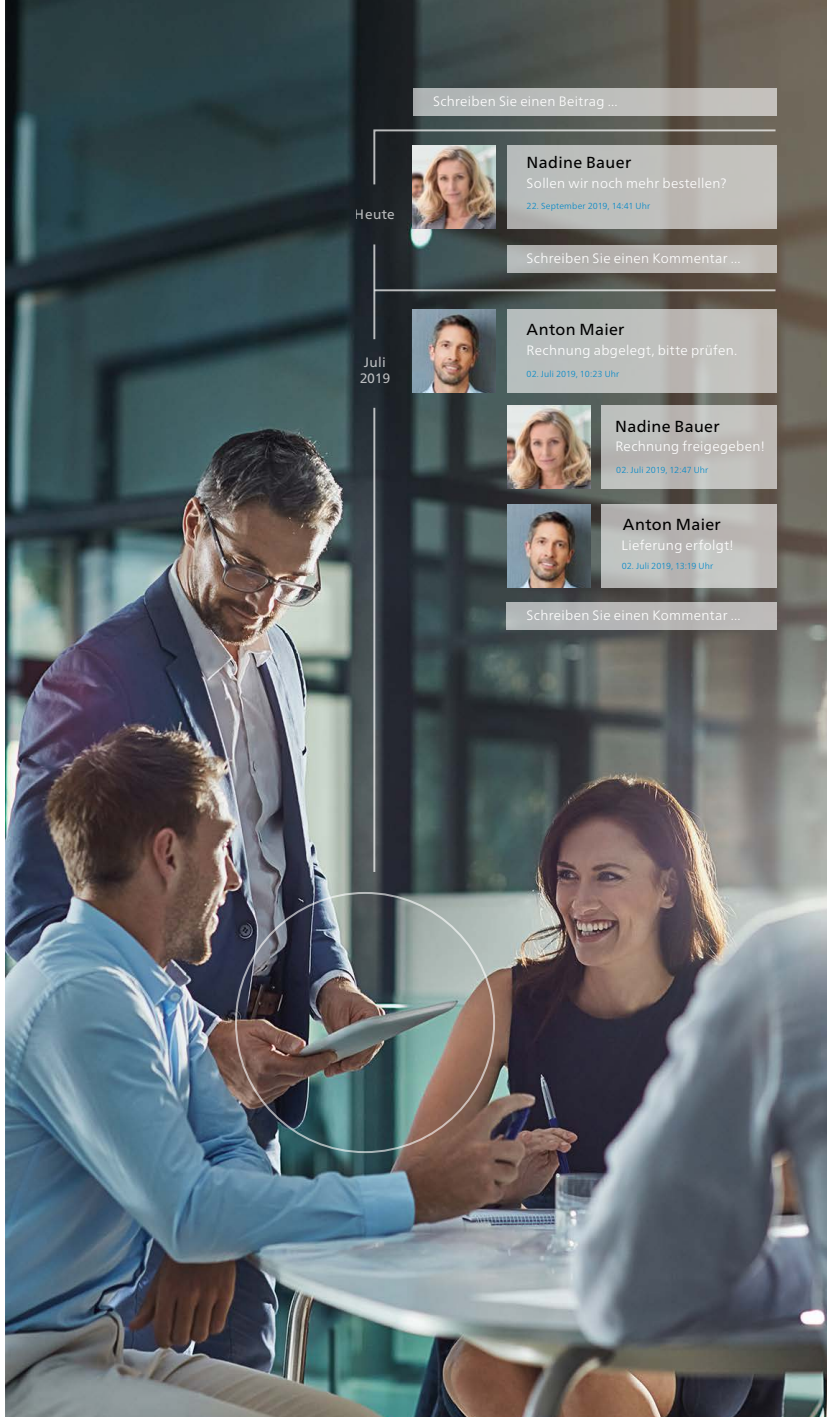 Schreiben Sie einen Beitrag ...
Nadine Bauer
Sollen wir noch mehr bestellen?
22. September 2019, 14:41 Uhr
Heute
Schreiben Sie einen Kommentar ...
Anton Maier
Rechnung abgelegt, bitte prüfen.
02. Juli 2019, 10:23 Uhr
Juli
2019
Nadine Bauer
Rechnung freigegeben!
02. Juli 2019, 12:47 Uhr
Anton Maier
Lieferung erfolgt!
02. Juli 2019, 13:19 Uhr
Schreiben Sie einen Kommentar ...